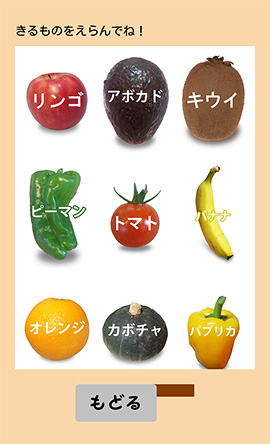 きるものをえらんでね！
リンゴ
アボカド
キウイ
ピーマン
トマト
バナナ
オレンジ
カボチャ
パプリカ
もどる